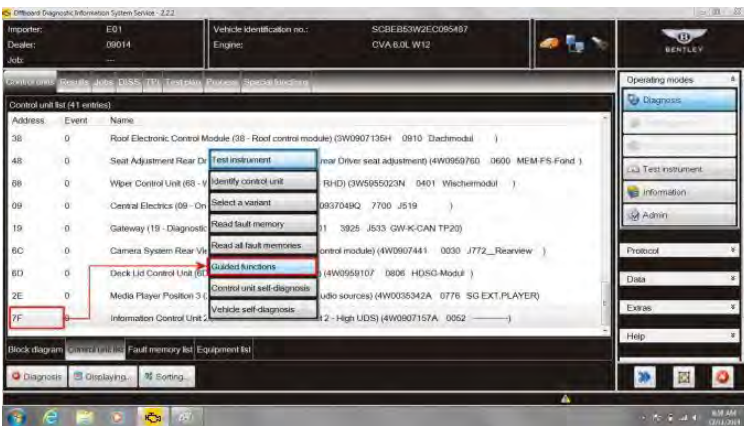 Offboard Diagnostic Information System Service - 2.2.2
Importer: E01 Vehicle identification no.: SCBEB53W2EC095487
Dealer: 09014 Engine: CVA 6.0L W12
Job: ---
BENTLEY
Control units Results Jobs DISS TPI Test plan Process Special functions
Operating modes
Control unit list (41 entries)
Diagnosis
Address Event Name
38 0 Roof Electronic Control Module (38 - Roof control module) (3W0907135H 0910 Dachmodul )
48 0 Seat Adjustment Rear Dr Test instrument rear Driver seat adjustment) (4W0959760 0600 MEM-FS-Fond )
Test instrument
68 0 Wiper Control Unit (68 - W Identify control unit RHD) (3W5955023N 0401 Wischermodul )
Information
09 0 Central Electrics (09 - On Select a variant 0937049Q 7700 J519 )
Admin
19 0 Gateway (19 - Diagnostic Read fault memory 3925 J533 GW-K-CAN TP20)
6C 0 Camera System Rear Vie Read all fault memories ontrol module) (4W0907441 0030 J772__Rearview )
Protocol
6D 0 Deck Lid Control Unit (6D Guided functions (4W0959107 0806 HDSG-Modul )
Data
2E 0 Media Player Position 3 ( Control unit self-diagnosis udio sources) (4W0035342A 0776 SG EXT.PLAYER)
Extras
7F 0 Information Control Unit 2 Vehicle self-diagnosis 2 - High UDS) (4W0907157A 0052 ----------)
Help
Block diagram Control unit list Fault memory list Equipment list
Diagnosis Displaying... Sorting...